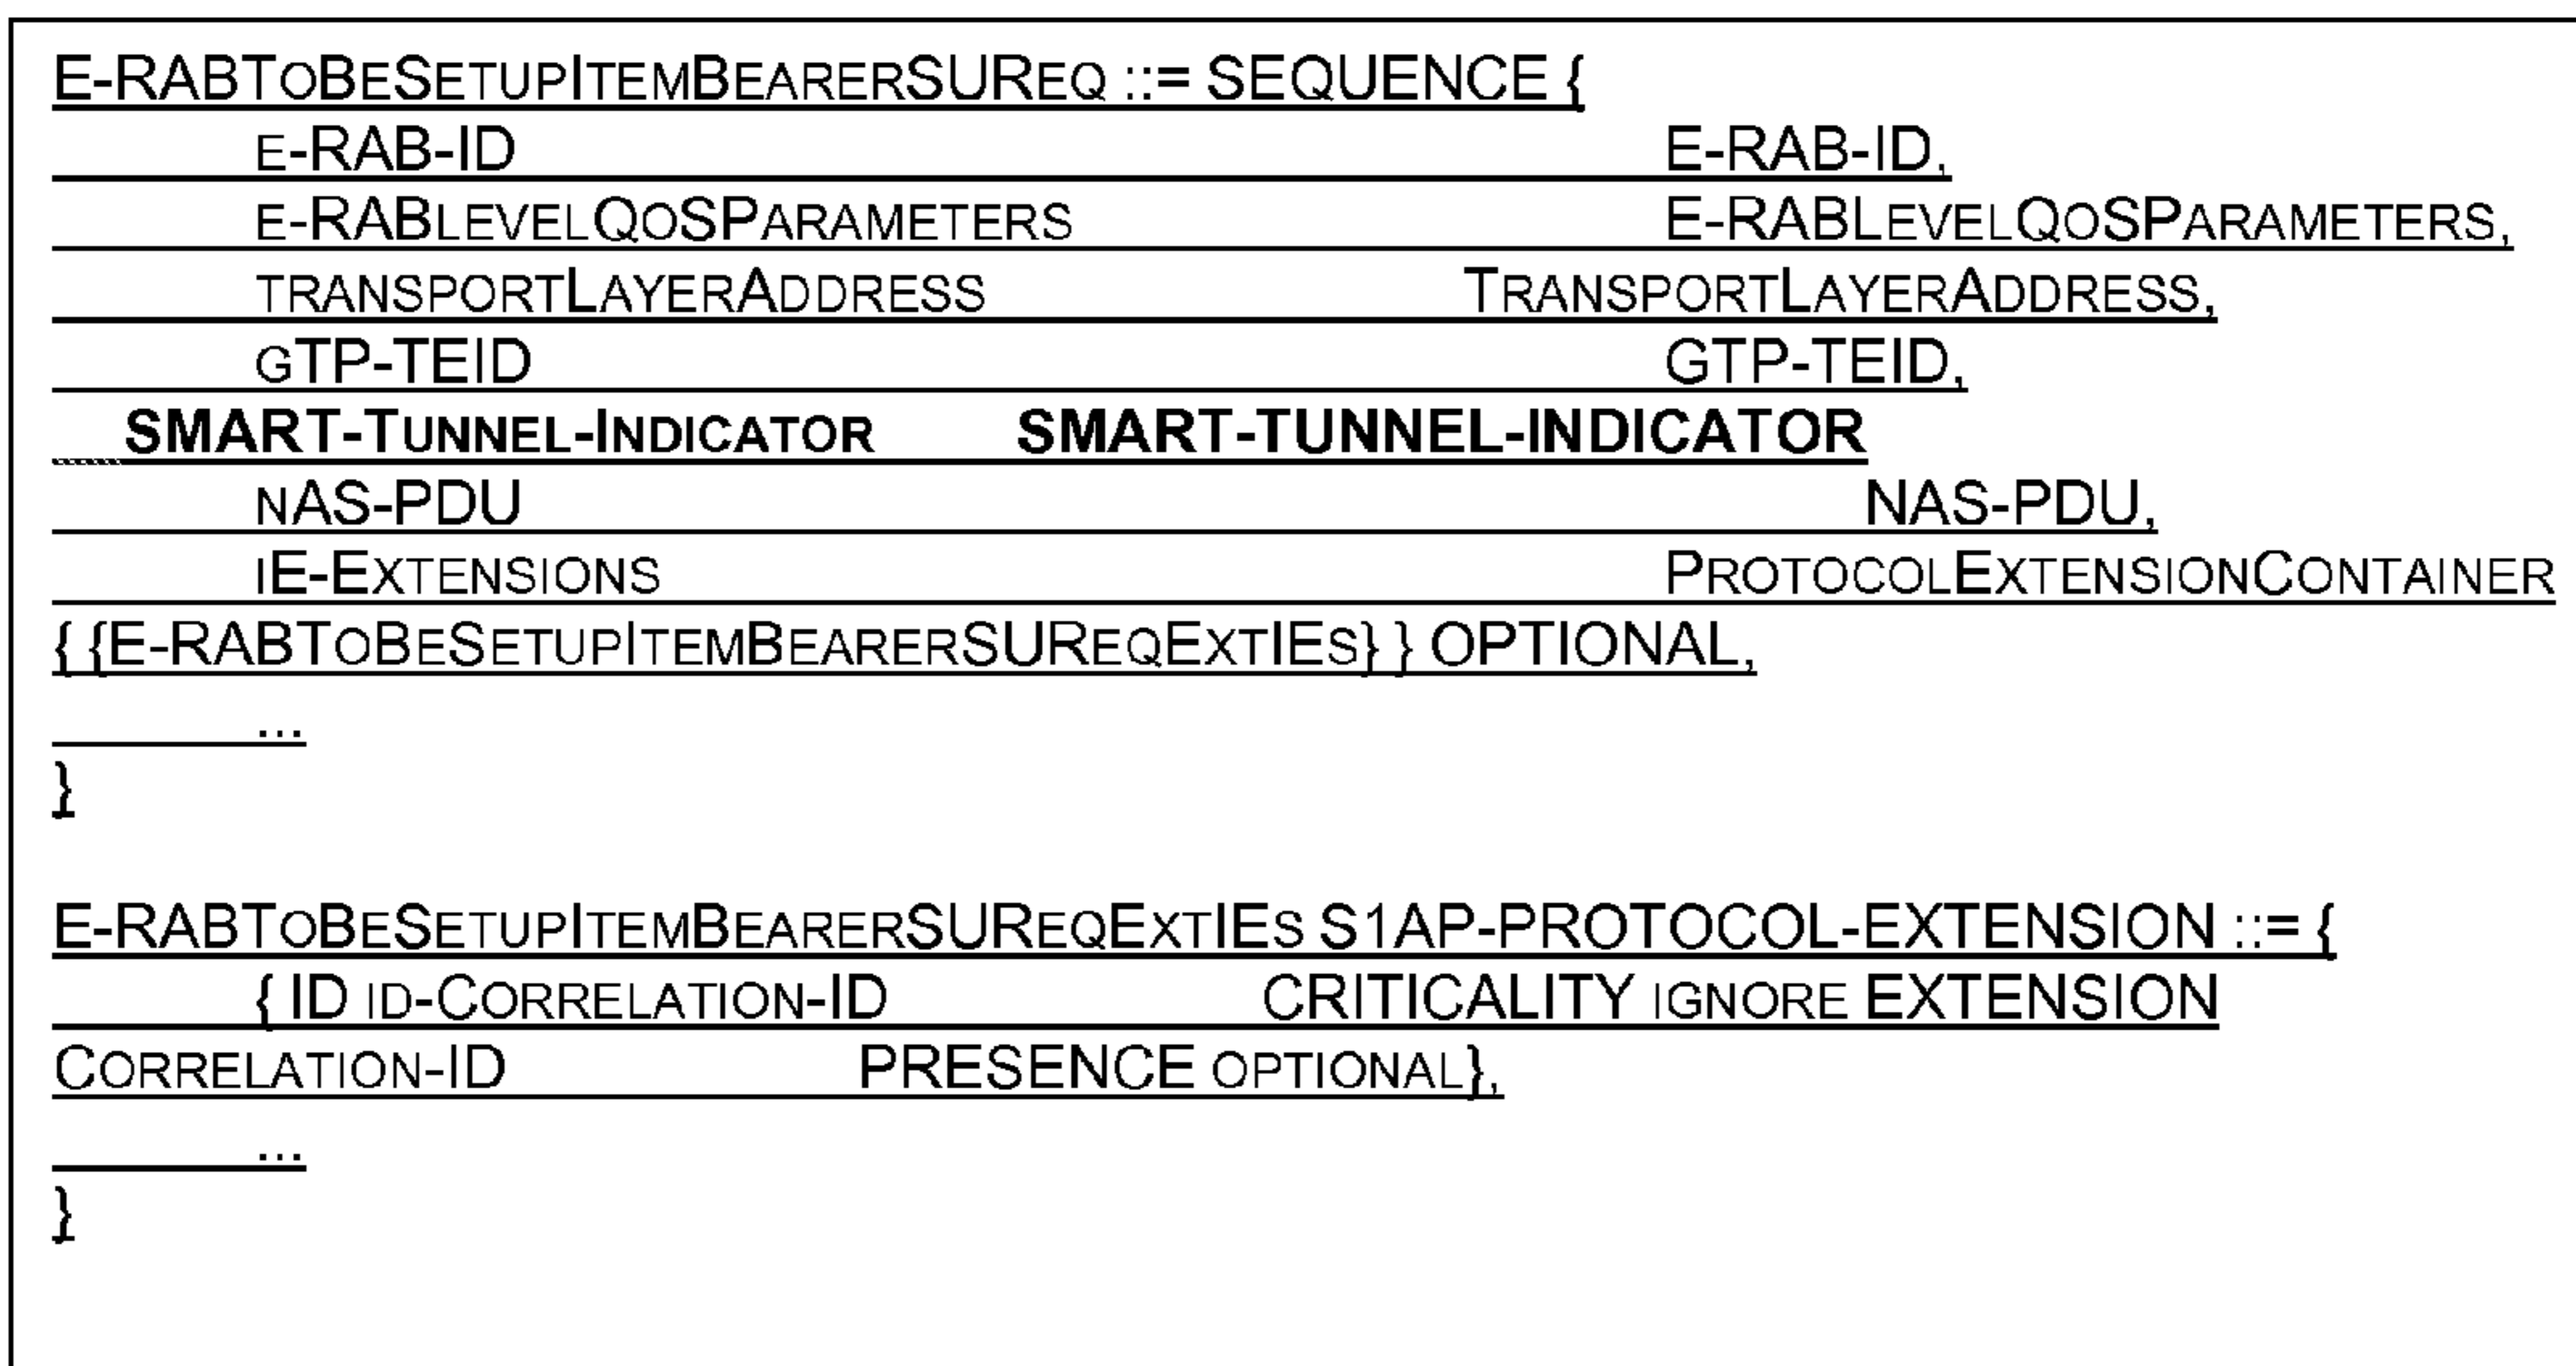 E-RABToBeSetupItemBearerSUReq ::= SEQUENCE {
e-RAB-ID E-RAB-ID,
e-RABlevelQoSParameters E-RABLevelQoSParameters,
transportLayerAddress TransportLayerAddress,
gTP-TEID GTP-TEID,
SMART-Tunnel-Indicator SMART-TUNNEL-INDICATOR
nAS-PDU NAS-PDU,
iE-Extensions ProtocolExtensionContainer
{ {E-RABToBeSetupItemBearerSUReqExtIEs} } OPTIONAL,
...
}
E-RABToBeSetupItemBearerSUReqExtIEs S1AP-PROTOCOL-EXTENSION ::= {
{ ID id-Correlation-ID CRITICALITY ignore EXTENSION
Correlation-ID PRESENCE optional},
...
}